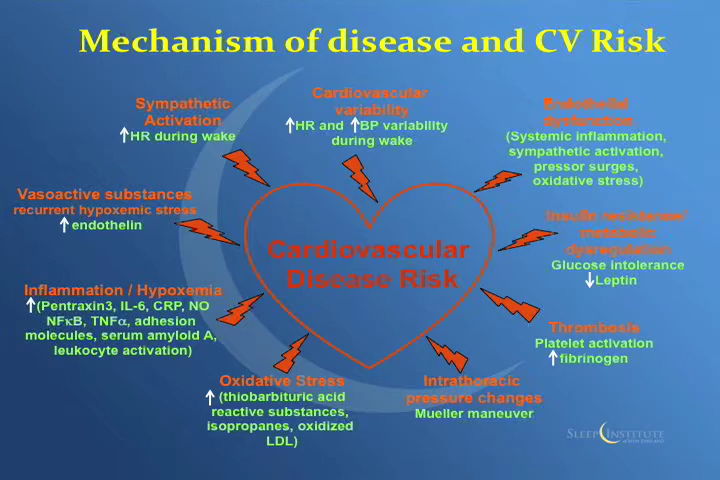 Mechanism of disease and CV Risk
Sympathetic
Activation
↑HR during wake
Cardiovascular
variability
↑HR and ↑BP variability
during wake
Endothelial
dysfunction
(Systemic inflammation,
sympathetic activation,
pressor surges,
oxidative stress)
Vasoactive substances
recurrent hypoxemic stress
↑endothelin
Insulin resistance/
metabolic
dysregulation
Glucose intolerance
↓Leptin
Cardiovascular
Disease Risk
Inflammation / Hypoxemia
↑(Pentraxin3, IL-6, CRP, NO
NFκB, TNFα, adhesion
molecules, serum amyloid A,
leukocyte activation)
Thrombosis
Platelet activation
↑fibrinogen
Oxidative Stress
↑(thiobarbituric acid
reactive substances,
isopropanes, oxidized
LDL)
Intrathoracic
pressure changes
Mueller maneuver
SLEEP INSTITUTE
OF NEW ENGLAND